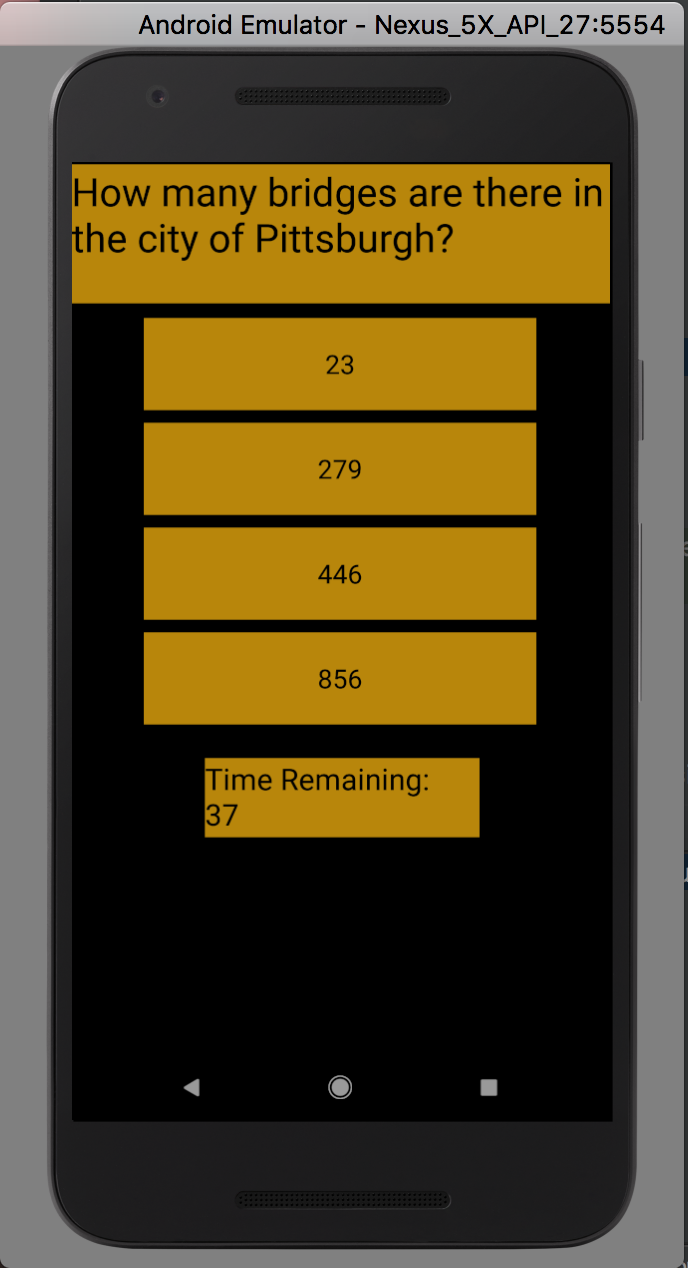 Android Emulator - Nexus_5X_API_27:5554
How many bridges are there in
the city of Pittsburgh?
23
279
446
856
Time Remaining:
37